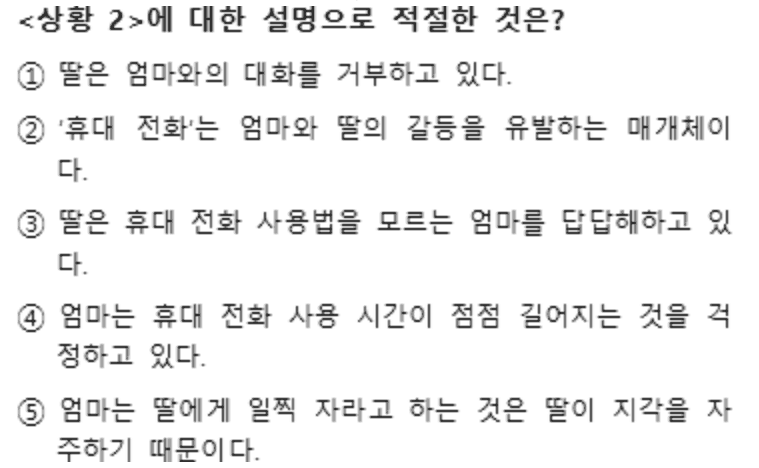 <상황 2>에 대한 설명으로 적절한 것은?
① 딸은 엄마와의 대화를 거부하고 있다.
② '휴대 전화'는 엄마와 딸의 갈등을 유발하는 매개체이
다.
③ 딸은 휴대 전화 사용법을 모르는 엄마를 답답해하고 있
다.
④ 엄마는 휴대 전화 사용 시간이 점점 길어지는 것을 걱
정하고 있다.
⑤ 엄마는 딸에게 일찍 자라고 하는 것은 딸이 지각을 자
주하기 때문이다.